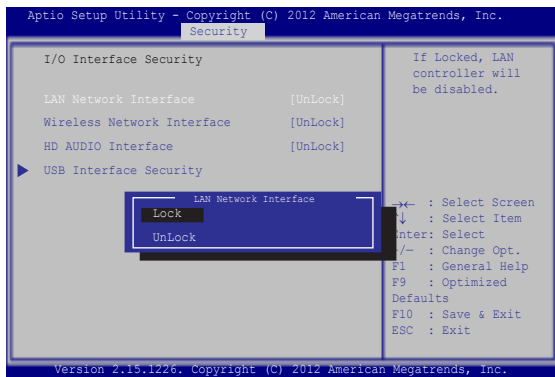 Aptio Setup Utility - Copyright (C) 2012 American Megatrends, Inc.
Security
I/O Interface Security
LAN Network Interface [UnLock]
Wireless Network Interface [UnLock]
HD AUDIO Interface [UnLock]
USB Interface Security
LAN Network Interface
Lock
UnLock
If Locked, LAN
controller will
be disabled.
→← : Select Screen
↑↓ : Select Item
Enter: Select
+/— : Change Opt.
F1 : General Help
F9 : Optimized
Defaults
F10 : Save & Exit
ESC : Exit
Version 2.15.1226. Copyright (C) 2012 American Megatrends, Inc.